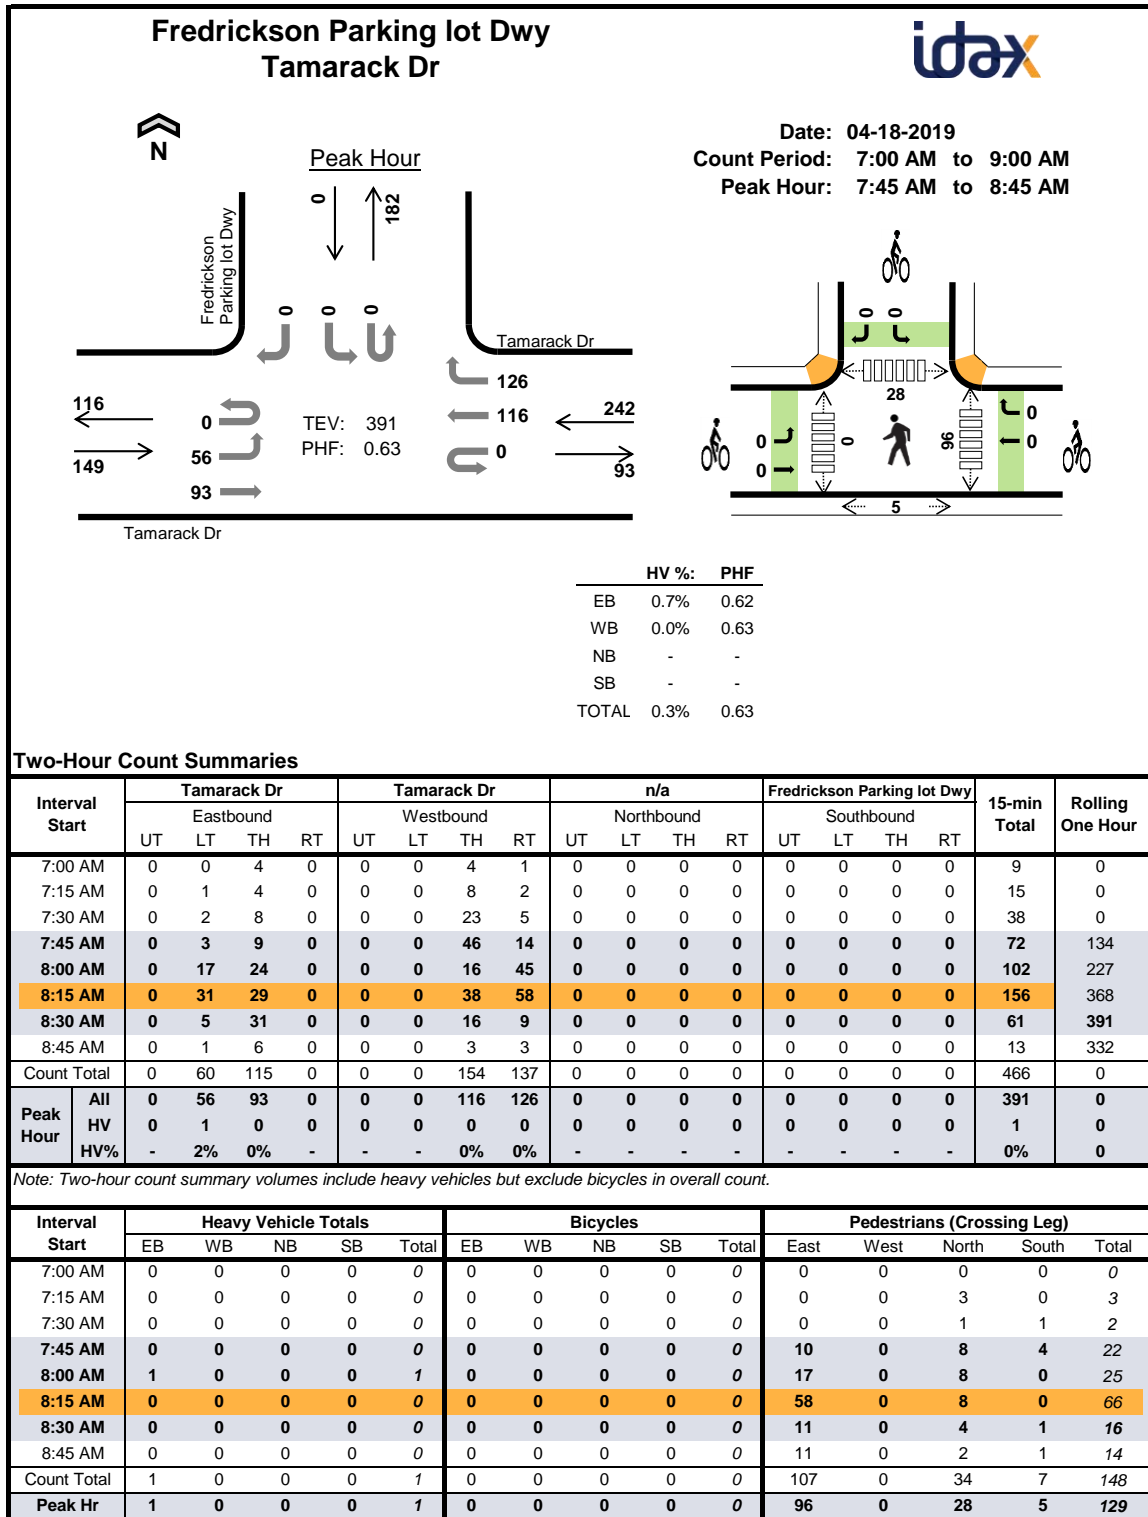 Fredrickson Parking lot Dwy
Tamarack Dr
idax
N
Peak Hour
Date: 04-18-2019
Count Period: 7:00 AM to 9:00 AM
Peak Hour: 7:45 AM to 8:45 AM
Fredrickson
Parking lot Dwy
0
182
0 0 0
Tamarack Dr
126
116
0
242
93
116
149
0
56
93
TEV: 391
PHF: 0.63
Tamarack Dr
0 0
28
0
0
0
96
0
0
5
HV %: PHF
EB 0.7% 0.62
WB 0.0% 0.63
NB - -
SB - -
TOTAL 0.3% 0.63
Two-Hour Count Summaries
Interval Start Tamarack Dr Tamarack Dr n/a Fredrickson Parking lot Dwy 15-min Total Rolling One Hour
Eastbound Westbound Northbound Southbound
UT LT TH RT UT LT TH RT UT LT TH RT UT LT TH RT
7:00 AM 0 0 4 0 0 0 4 1 0 0 0 0 0 0 0 0 9 0
7:15 AM 0 1 4 0 0 0 8 2 0 0 0 0 0 0 0 0 15 0
7:30 AM 0 2 8 0 0 0 23 5 0 0 0 0 0 0 0 0 38 0
7:45 AM 0 3 9 0 0 0 46 14 0 0 0 0 0 0 0 0 72 134
8:00 AM 0 17 24 0 0 0 16 45 0 0 0 0 0 0 0 0 102 227
8:15 AM 0 31 29 0 0 0 38 58 0 0 0 0 0 0 0 0 156 368
8:30 AM 0 5 31 0 0 0 16 9 0 0 0 0 0 0 0 0 61 391
8:45 AM 0 1 6 0 0 0 3 3 0 0 0 0 0 0 0 0 13 332
Count Total 0 60 115 0 0 0 154 137 0 0 0 0 0 0 0 0 466 0
Peak Hour All 0 56 93 0 0 0 116 126 0 0 0 0 0 0 0 0 391 0
HV 0 1 0 0 0 0 0 0 0 0 0 0 0 0 0 0 1 0
HV% - 2% 0% - - - 0% 0% - - - - - - - - 0% 0
Note: Two-hour count summary volumes include heavy vehicles but exclude bicycles in overall count.
Interval Start Heavy Vehicle Totals Bicycles Pedestrians (Crossing Leg)
EB WB NB SB Total EB WB NB SB Total East West North South Total
7:00 AM 0 0 0 0 0 0 0 0 0 0 0 0 0 0 0
7:15 AM 0 0 0 0 0 0 0 0 0 0 0 0 3 0 3
7:30 AM 0 0 0 0 0 0 0 0 0 0 0 0 1 1 2
7:45 AM 0 0 0 0 0 0 0 0 0 0 10 0 8 4 22
8:00 AM 1 0 0 0 1 0 0 0 0 0 17 0 8 0 25
8:15 AM 0 0 0 0 0 0 0 0 0 0 58 0 8 0 66
8:30 AM 0 0 0 0 0 0 0 0 0 0 11 0 4 1 16
8:45 AM 0 0 0 0 0 0 0 0 0 0 11 0 2 1 14
Count Total 1 0 0 0 1 0 0 0 0 0 107 0 34 7 148
Peak Hr 1 0 0 0 1 0 0 0 0 0 96 0 28 5 129